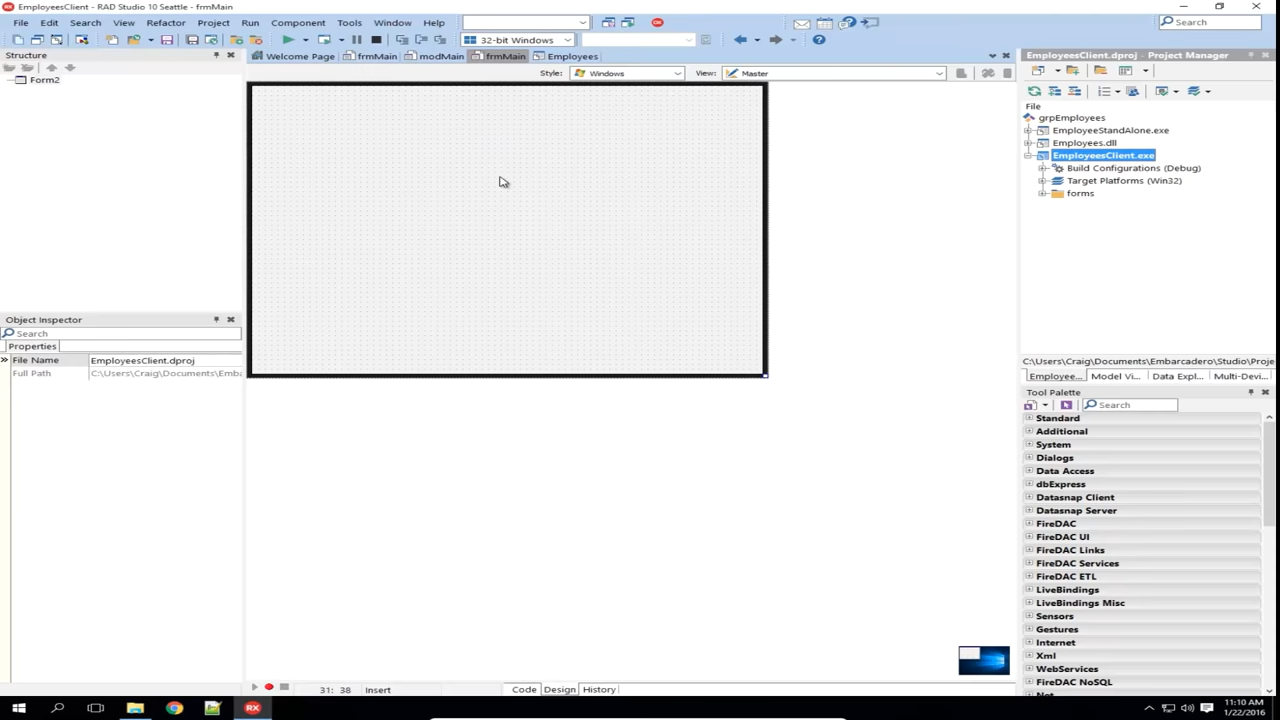 EmployeesClient - RAD Studio 10 Seattle - frmMain
File Edit Search View Refactor Project Run Component Tools Window Help
Search
32-bit Windows
Structure
Welcome Page frmMain modMain frmMain Employees
EmployeesClient.dproj - Project Manager
Form2
Style: Windows View: Master
File
grpEmployees
EmployeeStandAlone.exe
Employees.dll
EmployeesClient.exe
Build Configurations (Debug)
Target Platforms (Win32)
forms
Object Inspector
Search
Properties
File Name EmployeesClient.dproj
Full Path C:\Users\Craig\Documents\Emba
C:\Users\Craig\Documents\Embarcadero\Studio\Proje
Employee... Model Vi... Data Expl... Multi-Devi...
Tool Palette
Search
Standard
Additional
System
Dialogs
Data Access
dbExpress
Datasnap Client
Datasnap Server
FireDAC
FireDAC UI
FireDAC Links
FireDAC Services
FireDAC ETL
LiveBindings
LiveBindings Misc
Sensors
Gestures
Internet
Xml
WebServices
FireDAC NoSQL
31: 38 Insert Code Design History
11:10 AM
1/22/2016